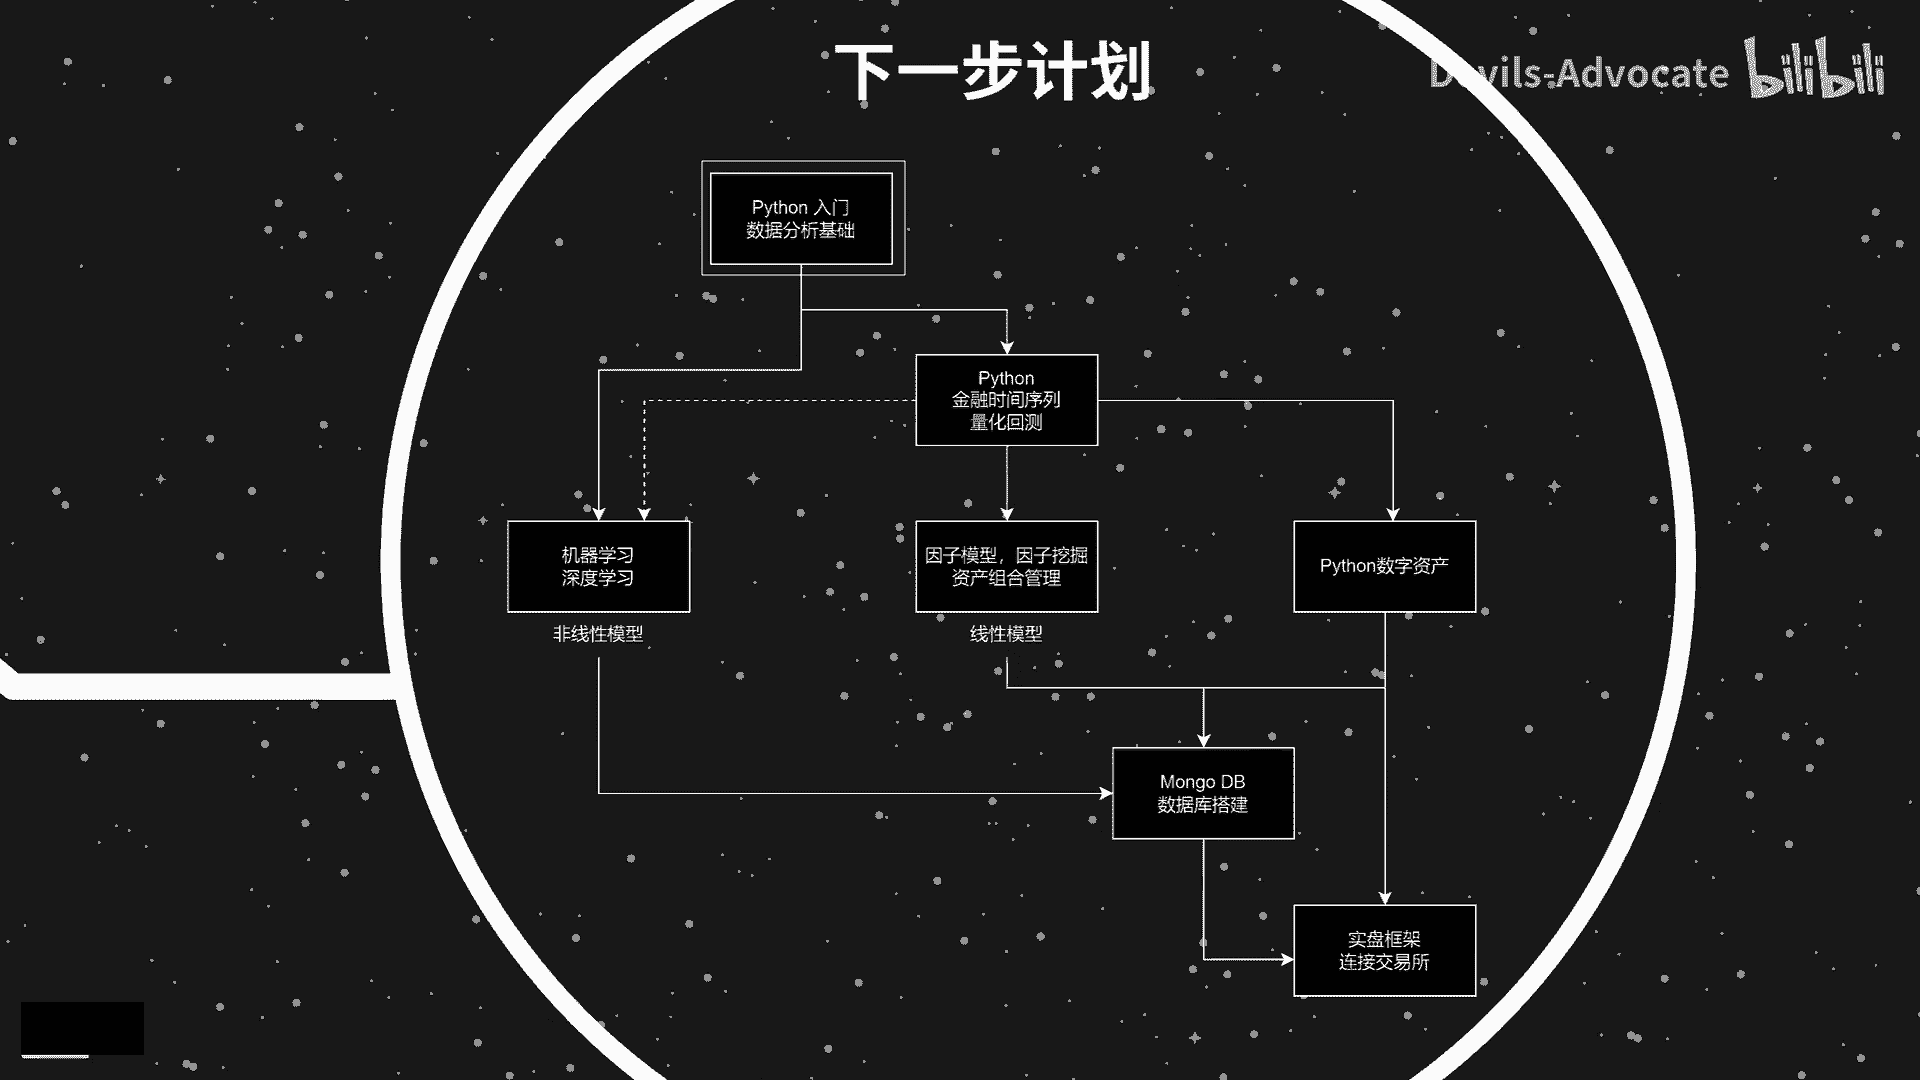 下一步计划
Devils-Advocate bilibili
Python 入门
数据分析基础
Python
金融时间序列
量化回测
机器学习
深度学习
因子模型，因子挖掘
资产组合管理
Python数字资产
非线性模型
线性模型
Mongo DB
数据库搭建
实盘框架
连接交易所